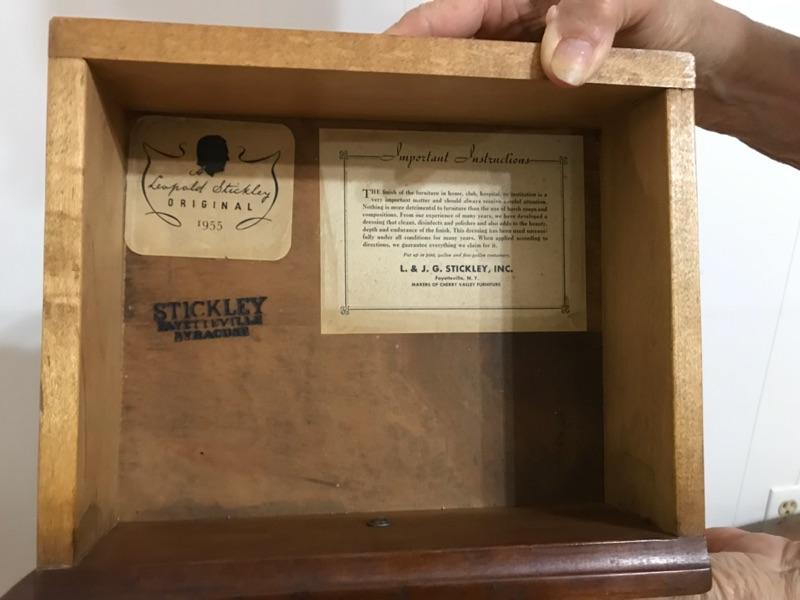 A
Leopold Stickley
ORIGINAL
1955
STICKLEY
FAYETTEVILLE
SYRACUSE
Important Instructions
THE finish of the furniture in home, club, hospital, or institution is a
very important matter and should always receive careful attention.
Nothing is more detrimental to furniture than the use of harsh soaps and
compositions. From our experience of many years, we have developed a
dressing that cleans, disinfects and polishes and also adds to the beauty,
depth and endurance of the finish. This dressing has been used success-
fully under all conditions for many years. When applied according to
directions, we guarantee everything we claim for it.
Put up in pint, gallon and five-gallon containers.
L. & J. G. STICKLEY, INC.
Fayetteville, N. Y.
MAKERS OF CHERRY VALLEY FURNITURE